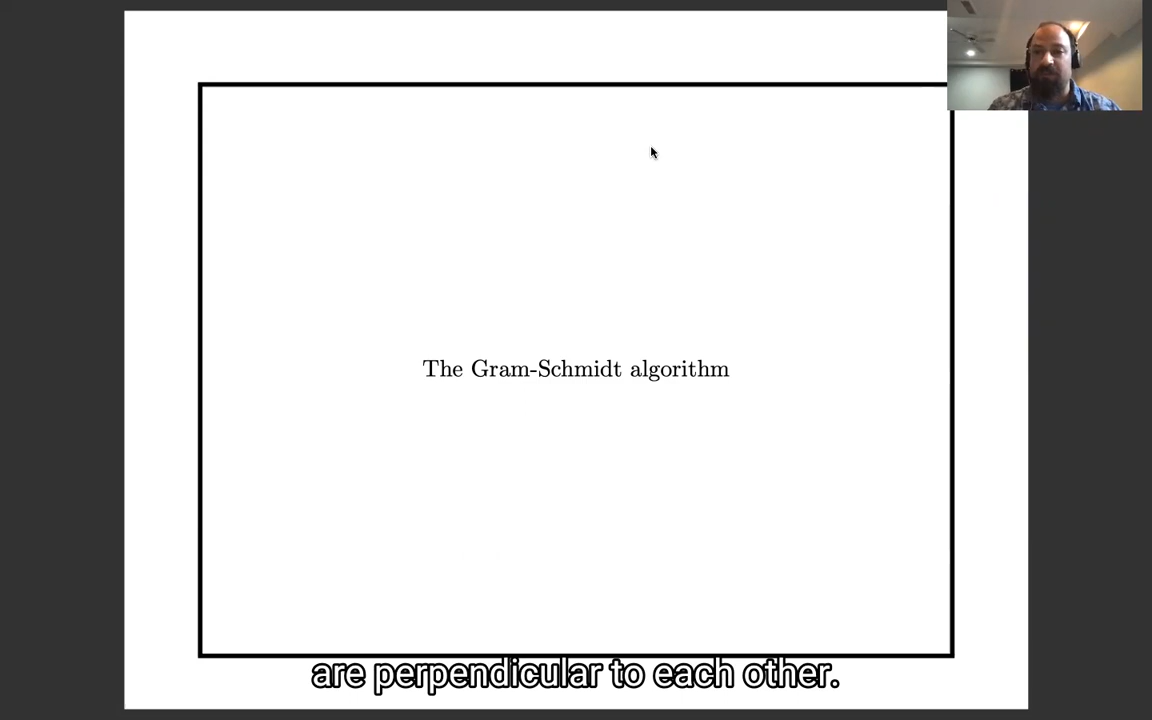 The Gram-Schmidt algorithm
are perpendicular to each other.